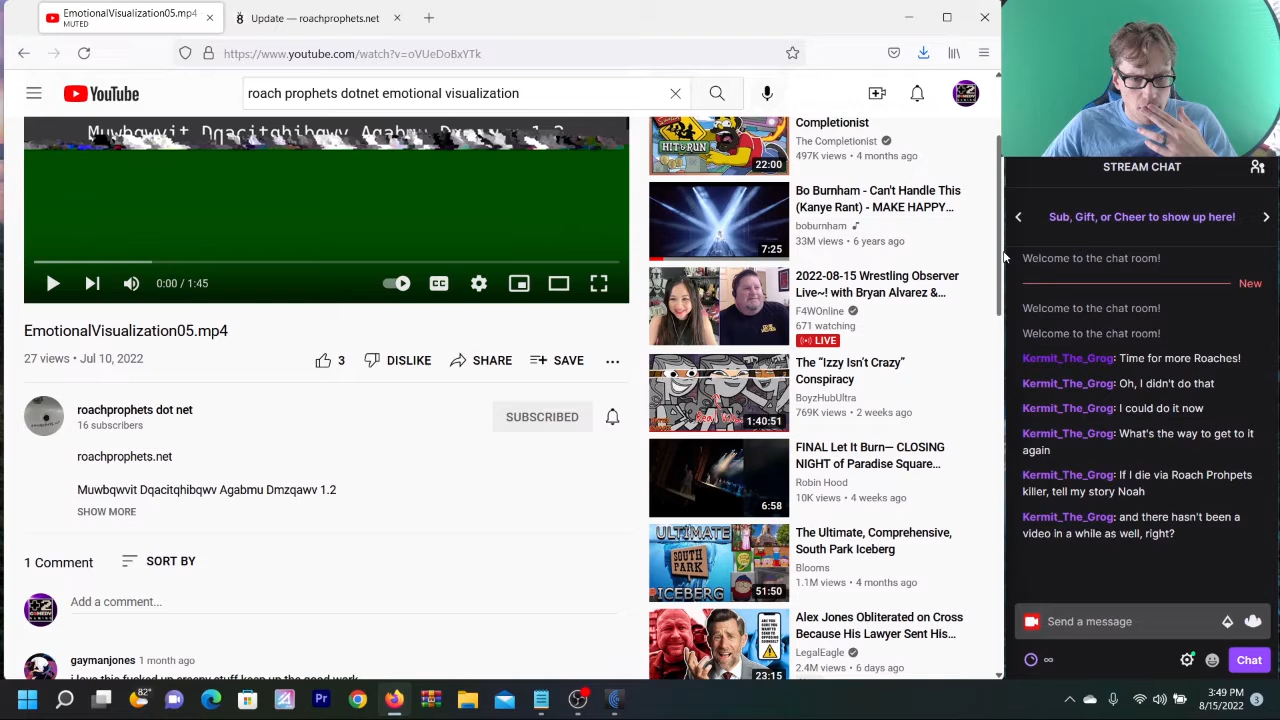 EmotionalVisualization05.mp4
MUTED
Update — roachprophets.net
https://www.youtube.com/watch?v=oVUeDoBxYTk
YouTube
roach prophets dotnet emotional visualization
Muwbqwvit Dqacitqhibqwv Agabmu Dmzqawv 1.2
0:00 / 1:45
EmotionalVisualization05.mp4
27 views • Jul 10, 2022
3
DISLIKE
SHARE
SAVE
roachprophets dot net
16 subscribers
SUBSCRIBED
roachprophets.net
Muwbqwvit Dqacitqhibqwv Agabmu Dmzqawv 1.2
SHOW MORE
1 Comment
SORT BY
Add a comment...
gaymanjones 1 month ago
HIT & RUN
22:00
Completionist
The Completionist
497K views • 4 months ago
7:25
Bo Burnham - Can't Handle This
(Kanye Rant) - MAKE HAPPY…
boburnham
33M views • 6 years ago
2022-08-15 Wrestling Observer
Live~! with Bryan Alvarez &…
F4WOnline
671 watching
LIVE
1:40:51
The “Izzy Isn’t Crazy”
Conspiracy
BoyzHubUltra
769K views • 2 weeks ago
6:58
FINAL Let It Burn— CLOSING
NIGHT of Paradise Square…
Robin Hood
10K views • 4 weeks ago
ULTIMATE
SOUTH PARK
ICEBERG
51:50
The Ultimate, Comprehensive,
South Park Iceberg
Blooms
1.1M views • 4 months ago
23:15
Alex Jones Obliterated on Cross
Because His Lawyer Sent His…
LegalEagle
2.4M views • 6 days ago
STREAM CHAT
Sub, Gift, or Cheer to show up here!
Welcome to the chat room!
New
Welcome to the chat room!
Welcome to the chat room!
Kermit_The_Grog: Time for more Roaches!
Kermit_The_Grog: Oh, I didn't do that
Kermit_The_Grog: I could do it now
Kermit_The_Grog: What's the way to get to it
again
Kermit_The_Grog: If I die via Roach Prohpets
killer, tell my story Noah
Kermit_The_Grog: and there hasn't been a
video in a while as well, right?
Send a message
Chat
82°
3:49 PM
8/15/2022
3